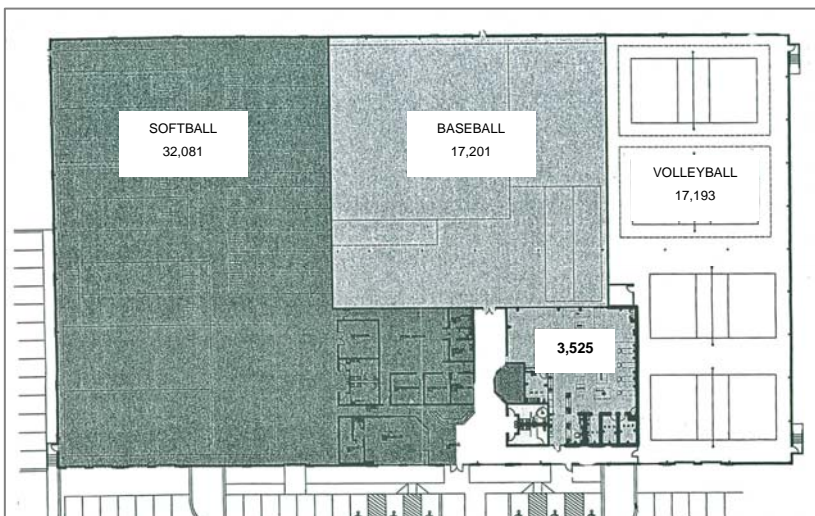 SOFTBALL
32,081
BASEBALL
17,201
VOLLEYBALL
17,193
3,525